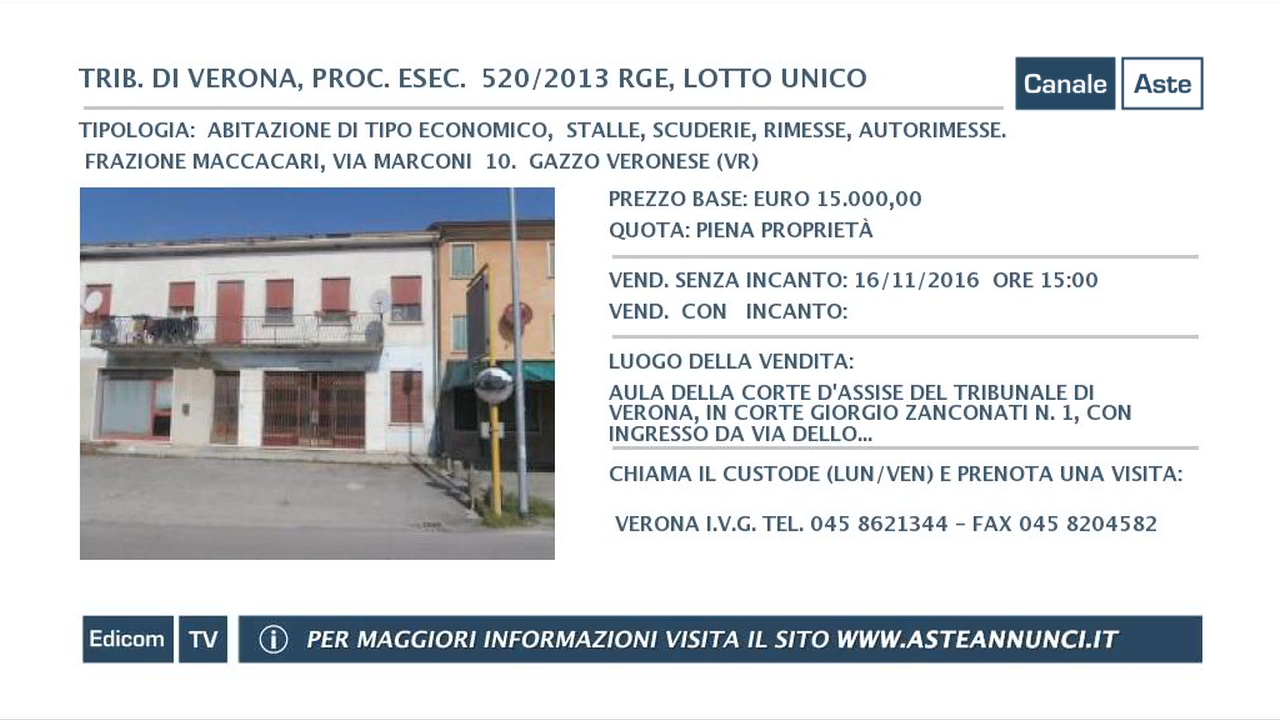 TRIB. DI VERONA, PROC. ESEC. 520/2013 RGE, LOTTO UNICO
Canale Aste
TIPOLOGIA: ABITAZIONE DI TIPO ECONOMICO, STALLE, SCUDERIE, RIMESSE, AUTORIMESSE.
FRAZIONE MACCACARI, VIA MARCONI 10. GAZZO VERONESE (VR)
PREZZO BASE: EURO 15.000,00
QUOTA: PIENA PROPRIETÀ
VEND. SENZA INCANTO: 16/11/2016 ORE 15:00
VEND. CON INCANTO:
LUOGO DELLA VENDITA:
AULA DELLA CORTE D'ASSISE DEL TRIBUNALE DI
VERONA, IN CORTE GIORGIO ZANCONATI N. 1, CON
INGRESSO DA VIA DELLO...
CHIAMA IL CUSTODE (LUN/VEN) E PRENOTA UNA VISITA:
VERONA I.V.G. TEL. 045 8621344 – FAX 045 8204582
Edicom TV
PER MAGGIORI INFORMAZIONI VISITA IL SITO WWW.ASTEANNUNCI.IT